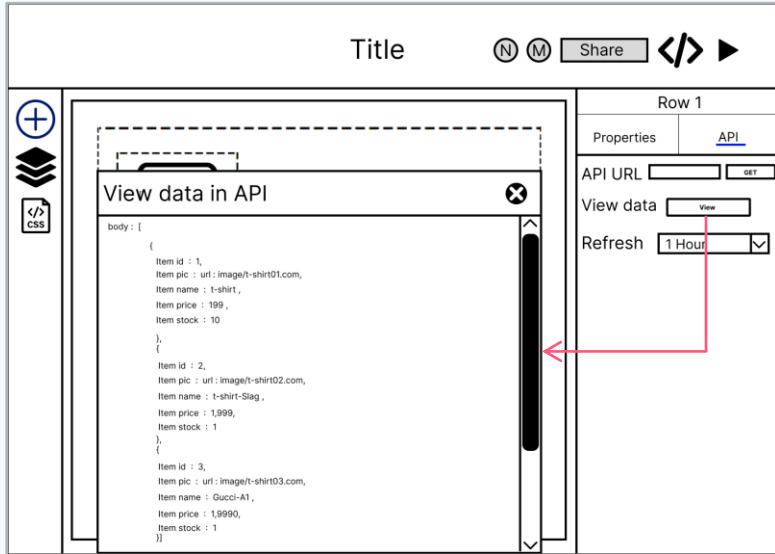 Title
N
M
Share
</>
Row 1
Properties
API
API URL
GET
View data
View
Refresh
1 Hour
</>
CSS
View data in API
body : [
{
Item id : 1,
Item pic : url : image/t-shirt01.com,
Item name : t-shirt ,
Item price : 199 ,
Item stock : 10
},
{
Item id : 2,
Item pic : url : image/t-shirt02.com,
Item name : t-shirt-Slag ,
Item price : 1,999,
Item stock : 1
},
{
Item id : 3,
Item pic : url : image/t-shirt03.com,
Item name : Gucci-A1 ,
Item price : 1,9990,
Item stock : 1
}]